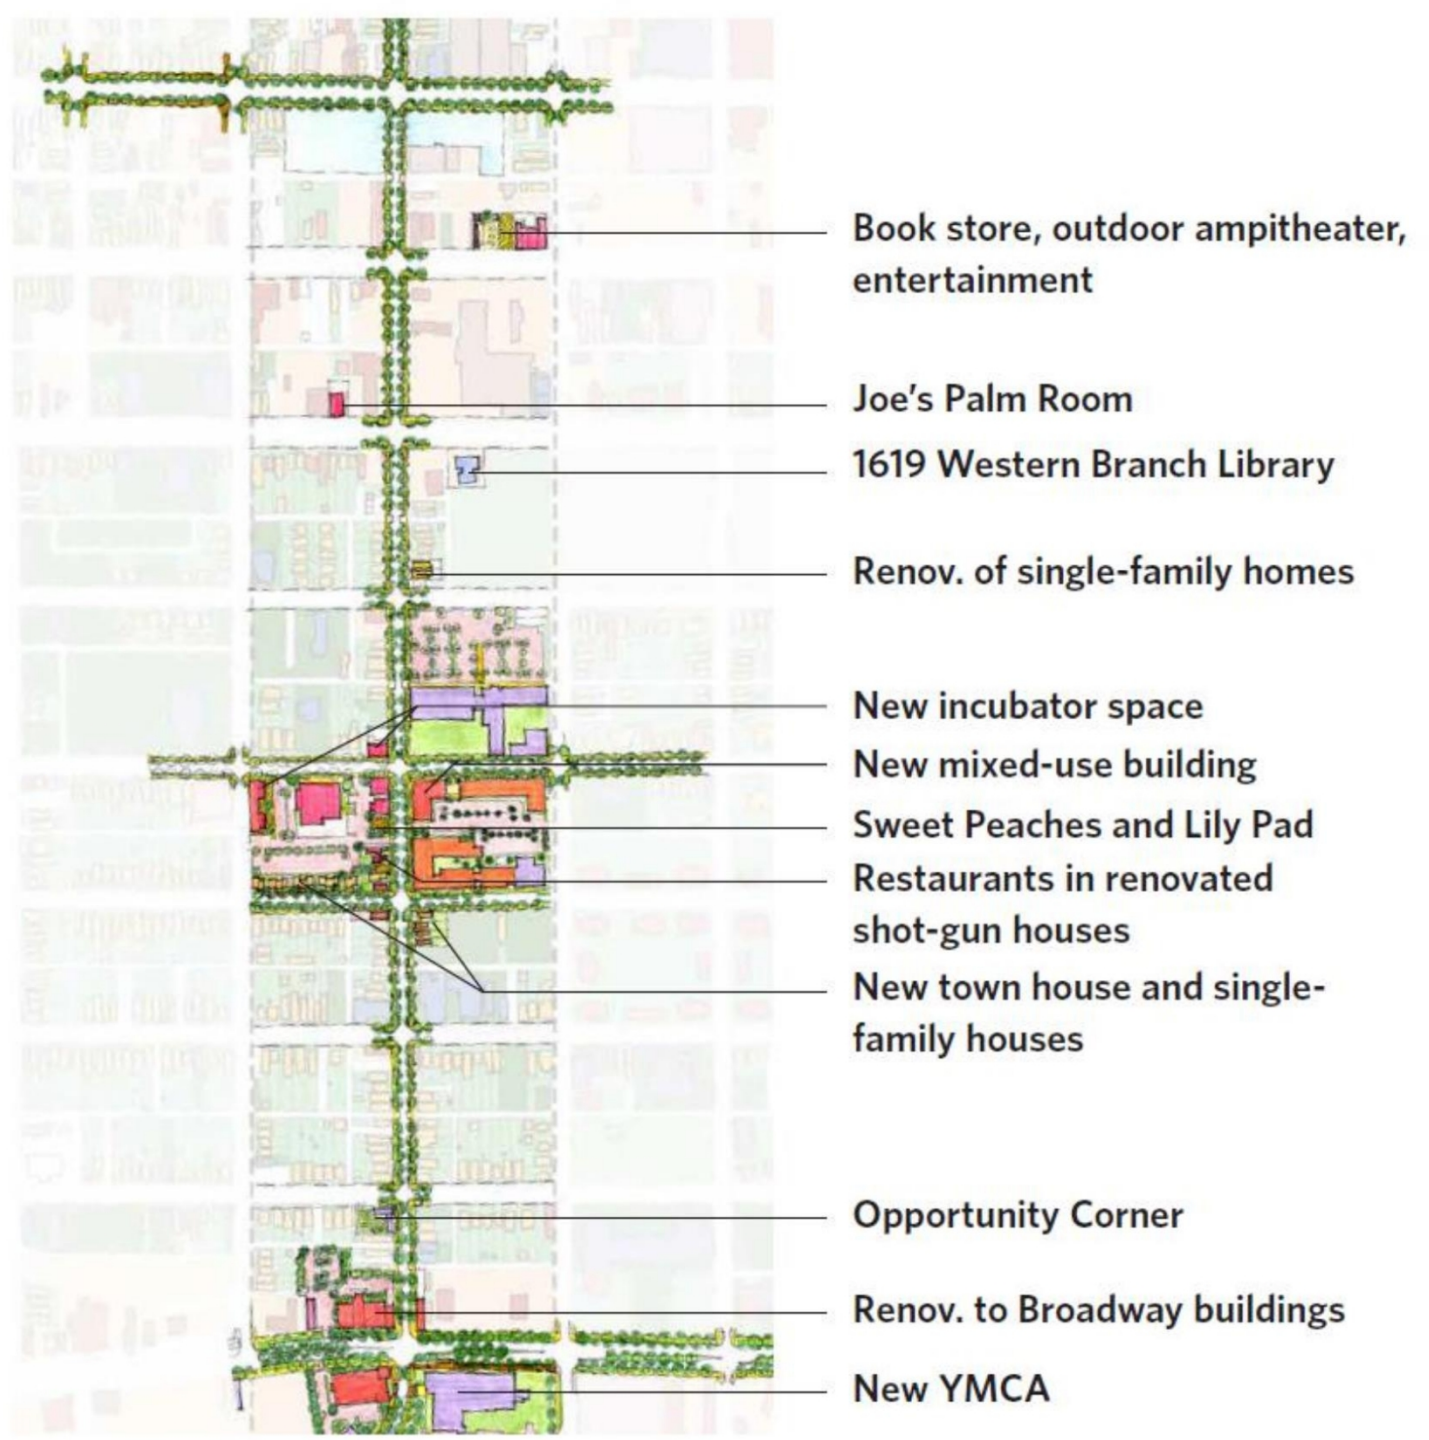 Book store, outdoor ampitheater,
entertainment
Joe's Palm Room
1619 Western Branch Library
Renov. of single-family homes
New incubator space
New mixed-use building
Sweet Peaches and Lily Pad
Restaurants in renovated
shot-gun houses
New town house and single-
family houses
Opportunity Corner
Renov. to Broadway buildings
New YMCA